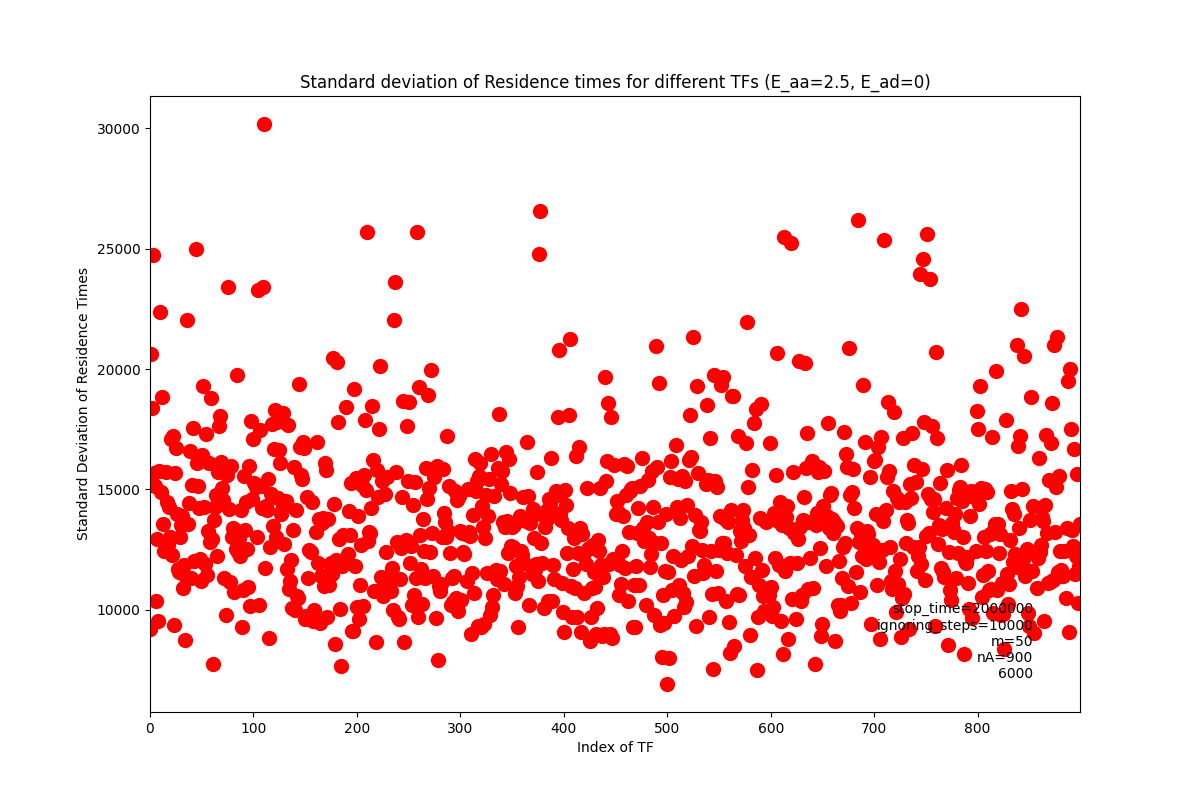 Standard deviation of Residence times for different TFs (E_aa=2.5, E_ad=0)
Standard Deviation of Residence Times
30000
25000
20000
15000
10000
stop_time=2000000
ignoring_steps=10000
m=50
nA=900
6000
0 100 200 300 400 500 600 700 800
Index of TF